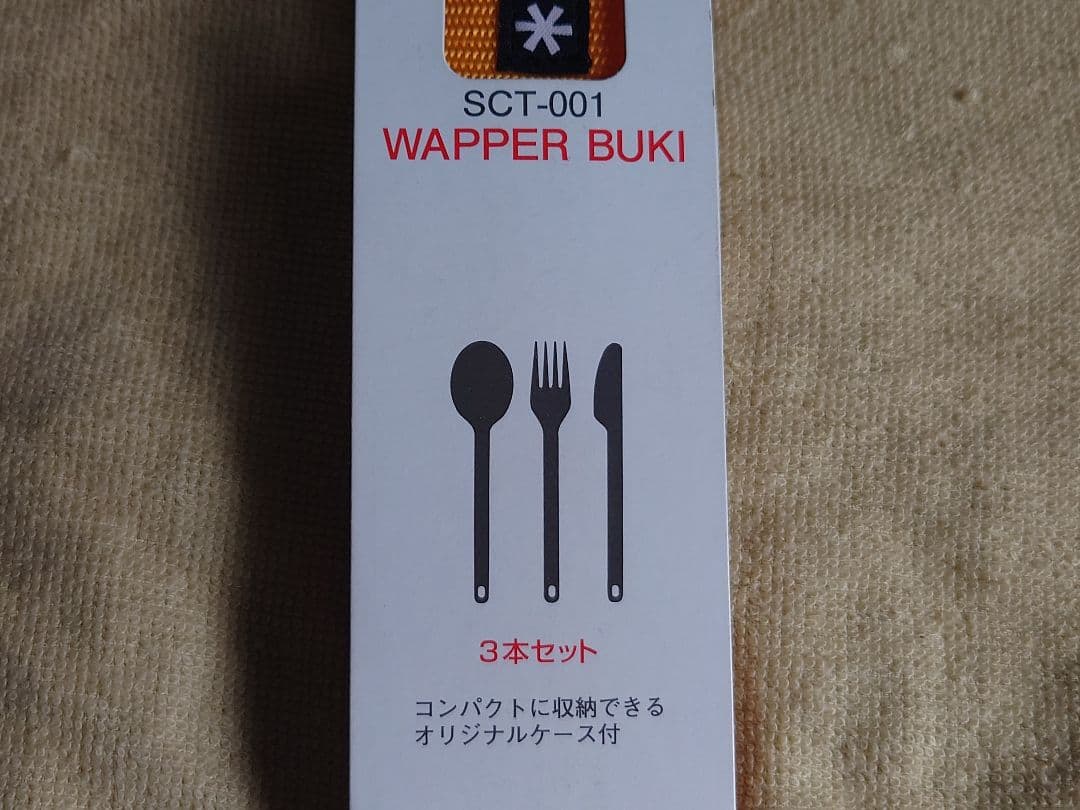 SCT-001
WAPPER BUKI
3本セット
コンパクトに収納できる
オリジナルケース付